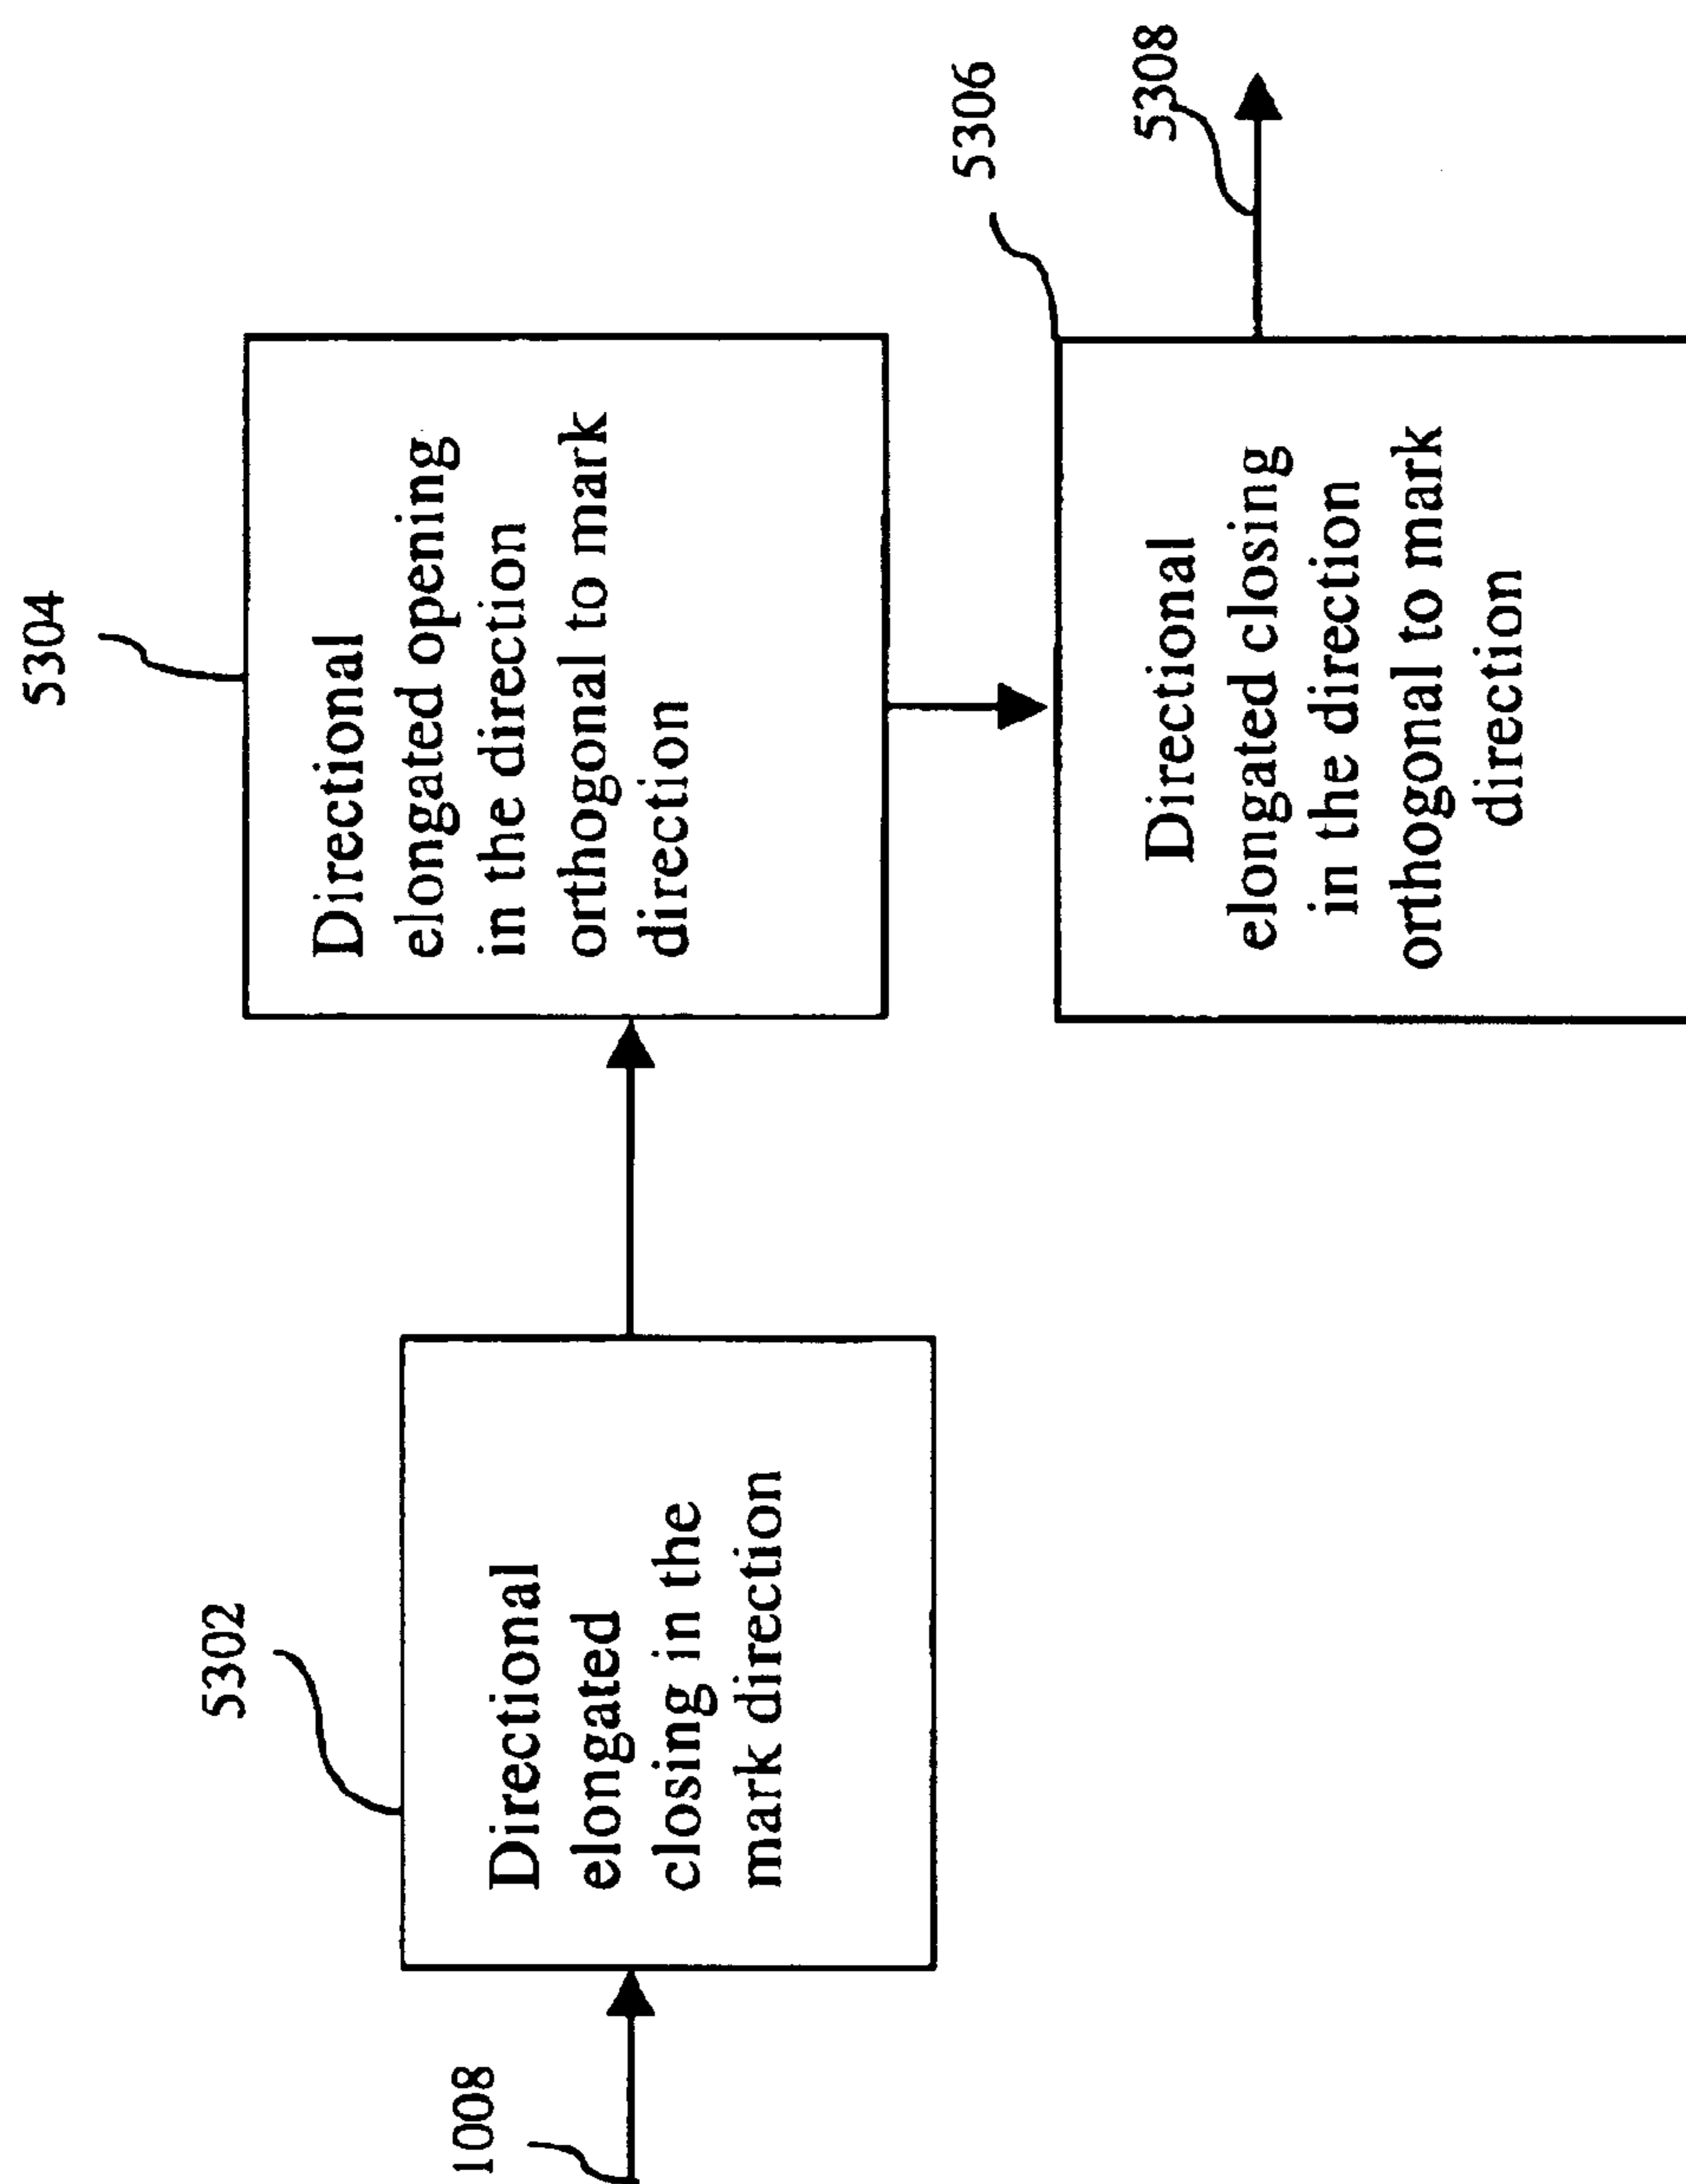 1008
5302
Directional
elongated
closing in the
mark direction
5304
Directional
elongated opening
in the direction
orthogonal to mark
direction
5306
Directional
elongated closing
in the direction
orthogonal to mark
direction
5308